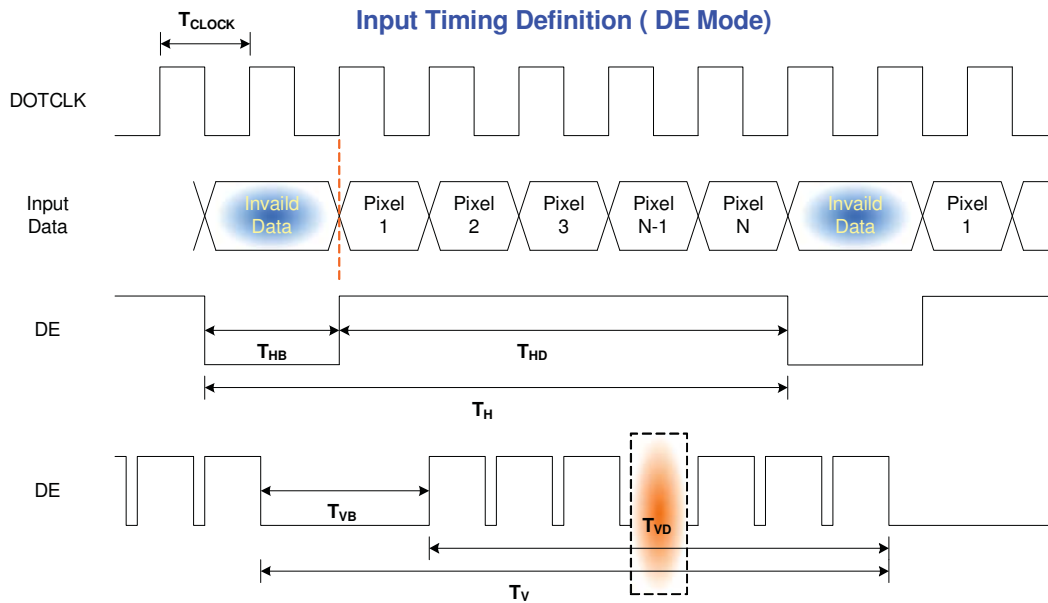 Input Timing Definition ( DE Mode)
TCLOCK
DOTCLK
Input
Data
Invaild
Data
Pixel
1
Pixel
2
Pixel
3
Pixel
N-1
Pixel
N
Invaild
Data
Pixel
1
DE
THB
THD
TH
DE
TVB
TVD
TV